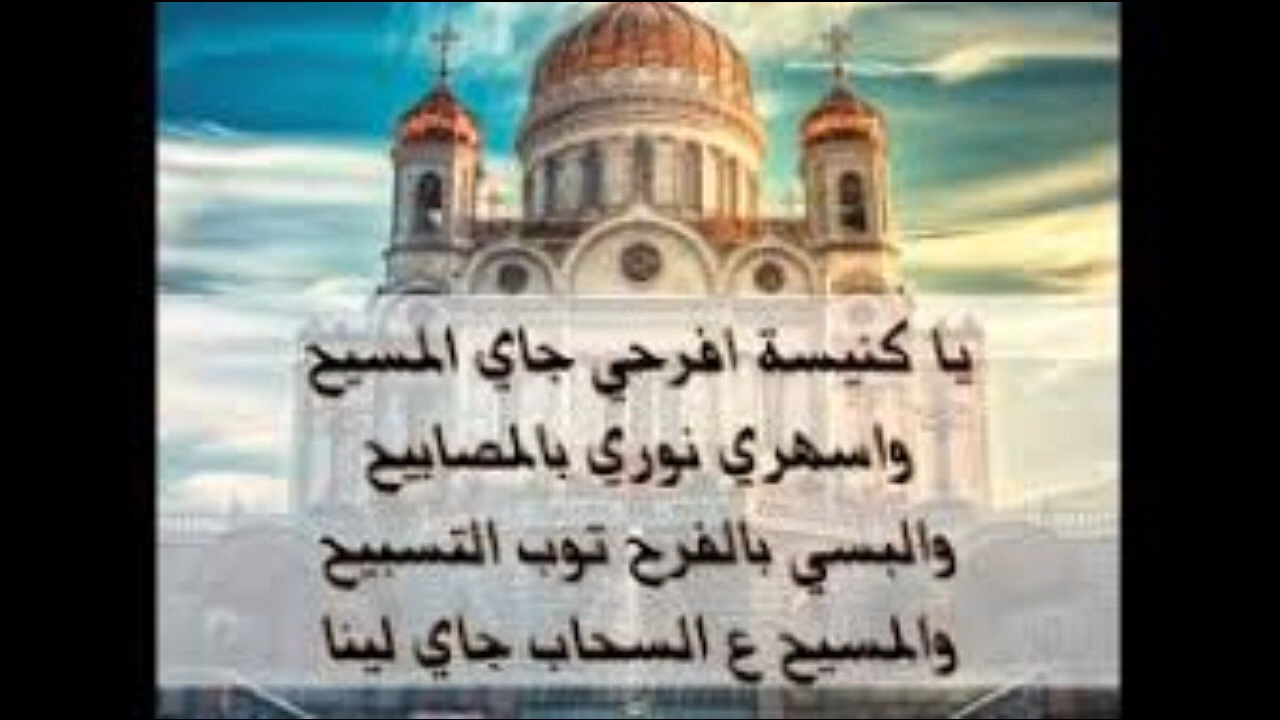 يا كنيسة افرحي جاي المسيح
واسهري نوري بالمصابيح
والبسي بالفرح توب التسبيح
والمسيح ع السحاب جاي لينا